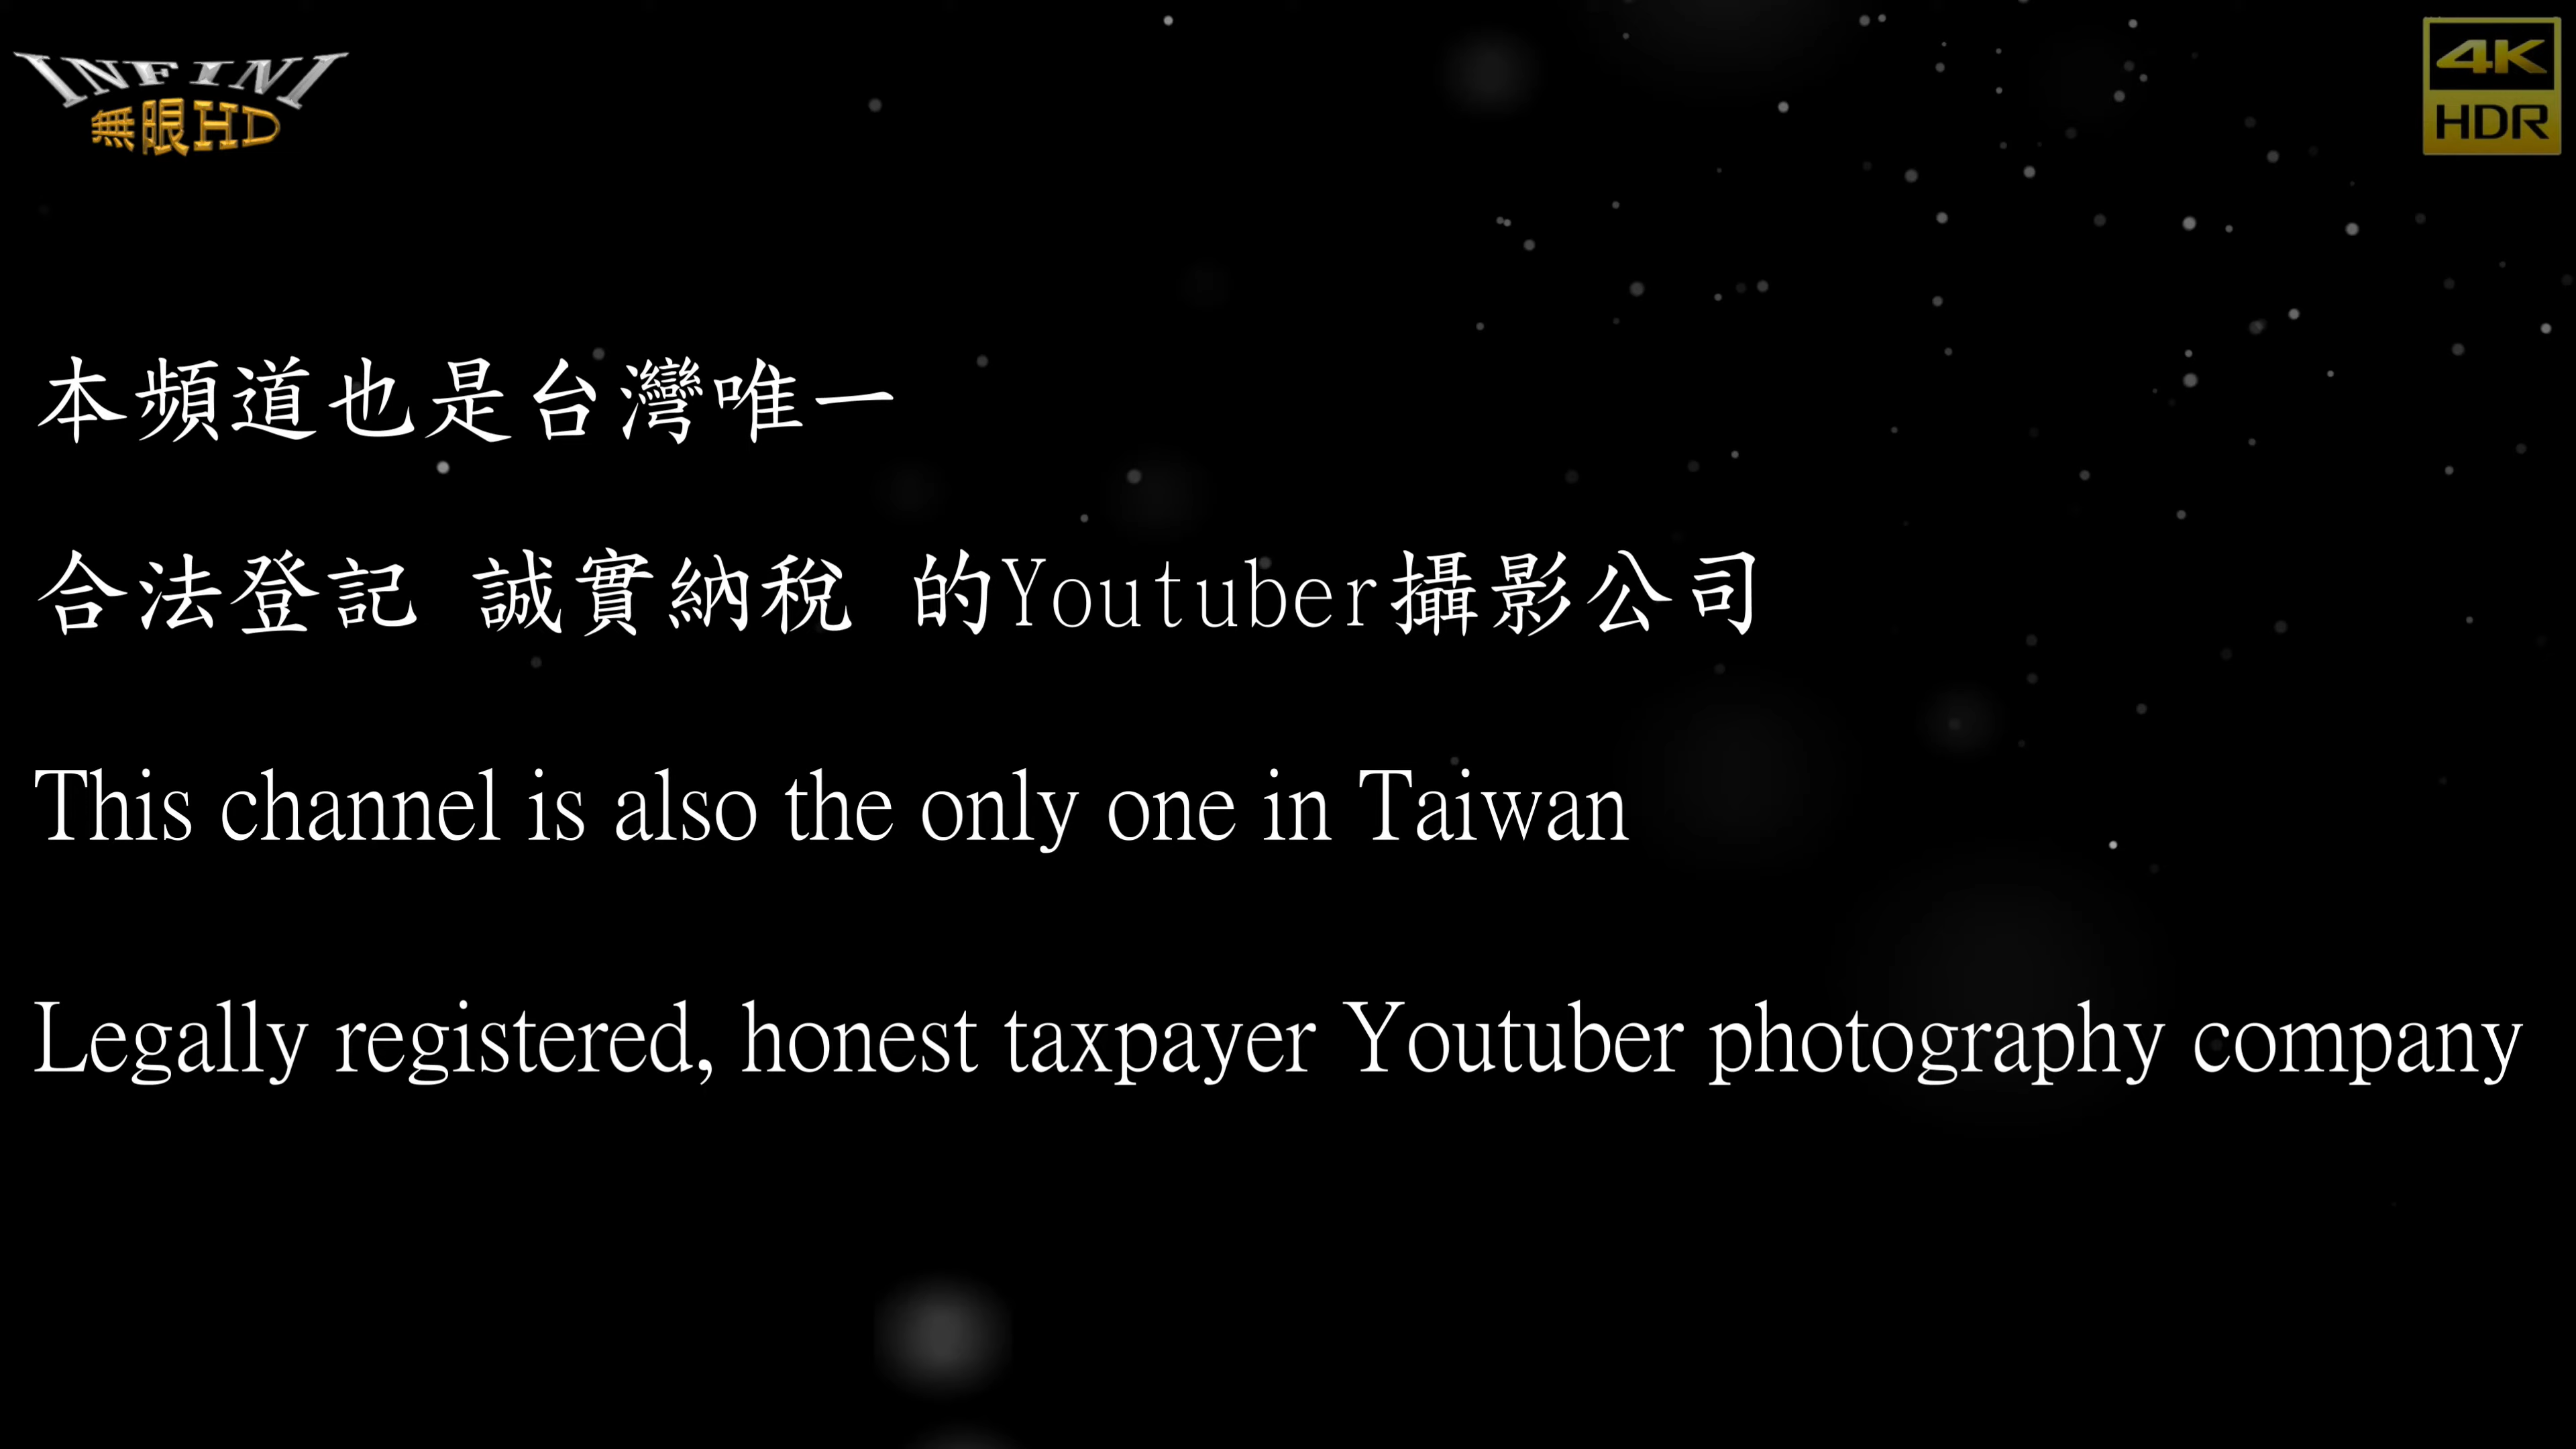 INFINI
無限HD
4K
HDR
本頻道也是台灣唯一
合法登記 誠實納稅 的Youtuber攝影公司
This channel is also the only one in Taiwan
Legally registered, honest taxpayer Youtuber photography company